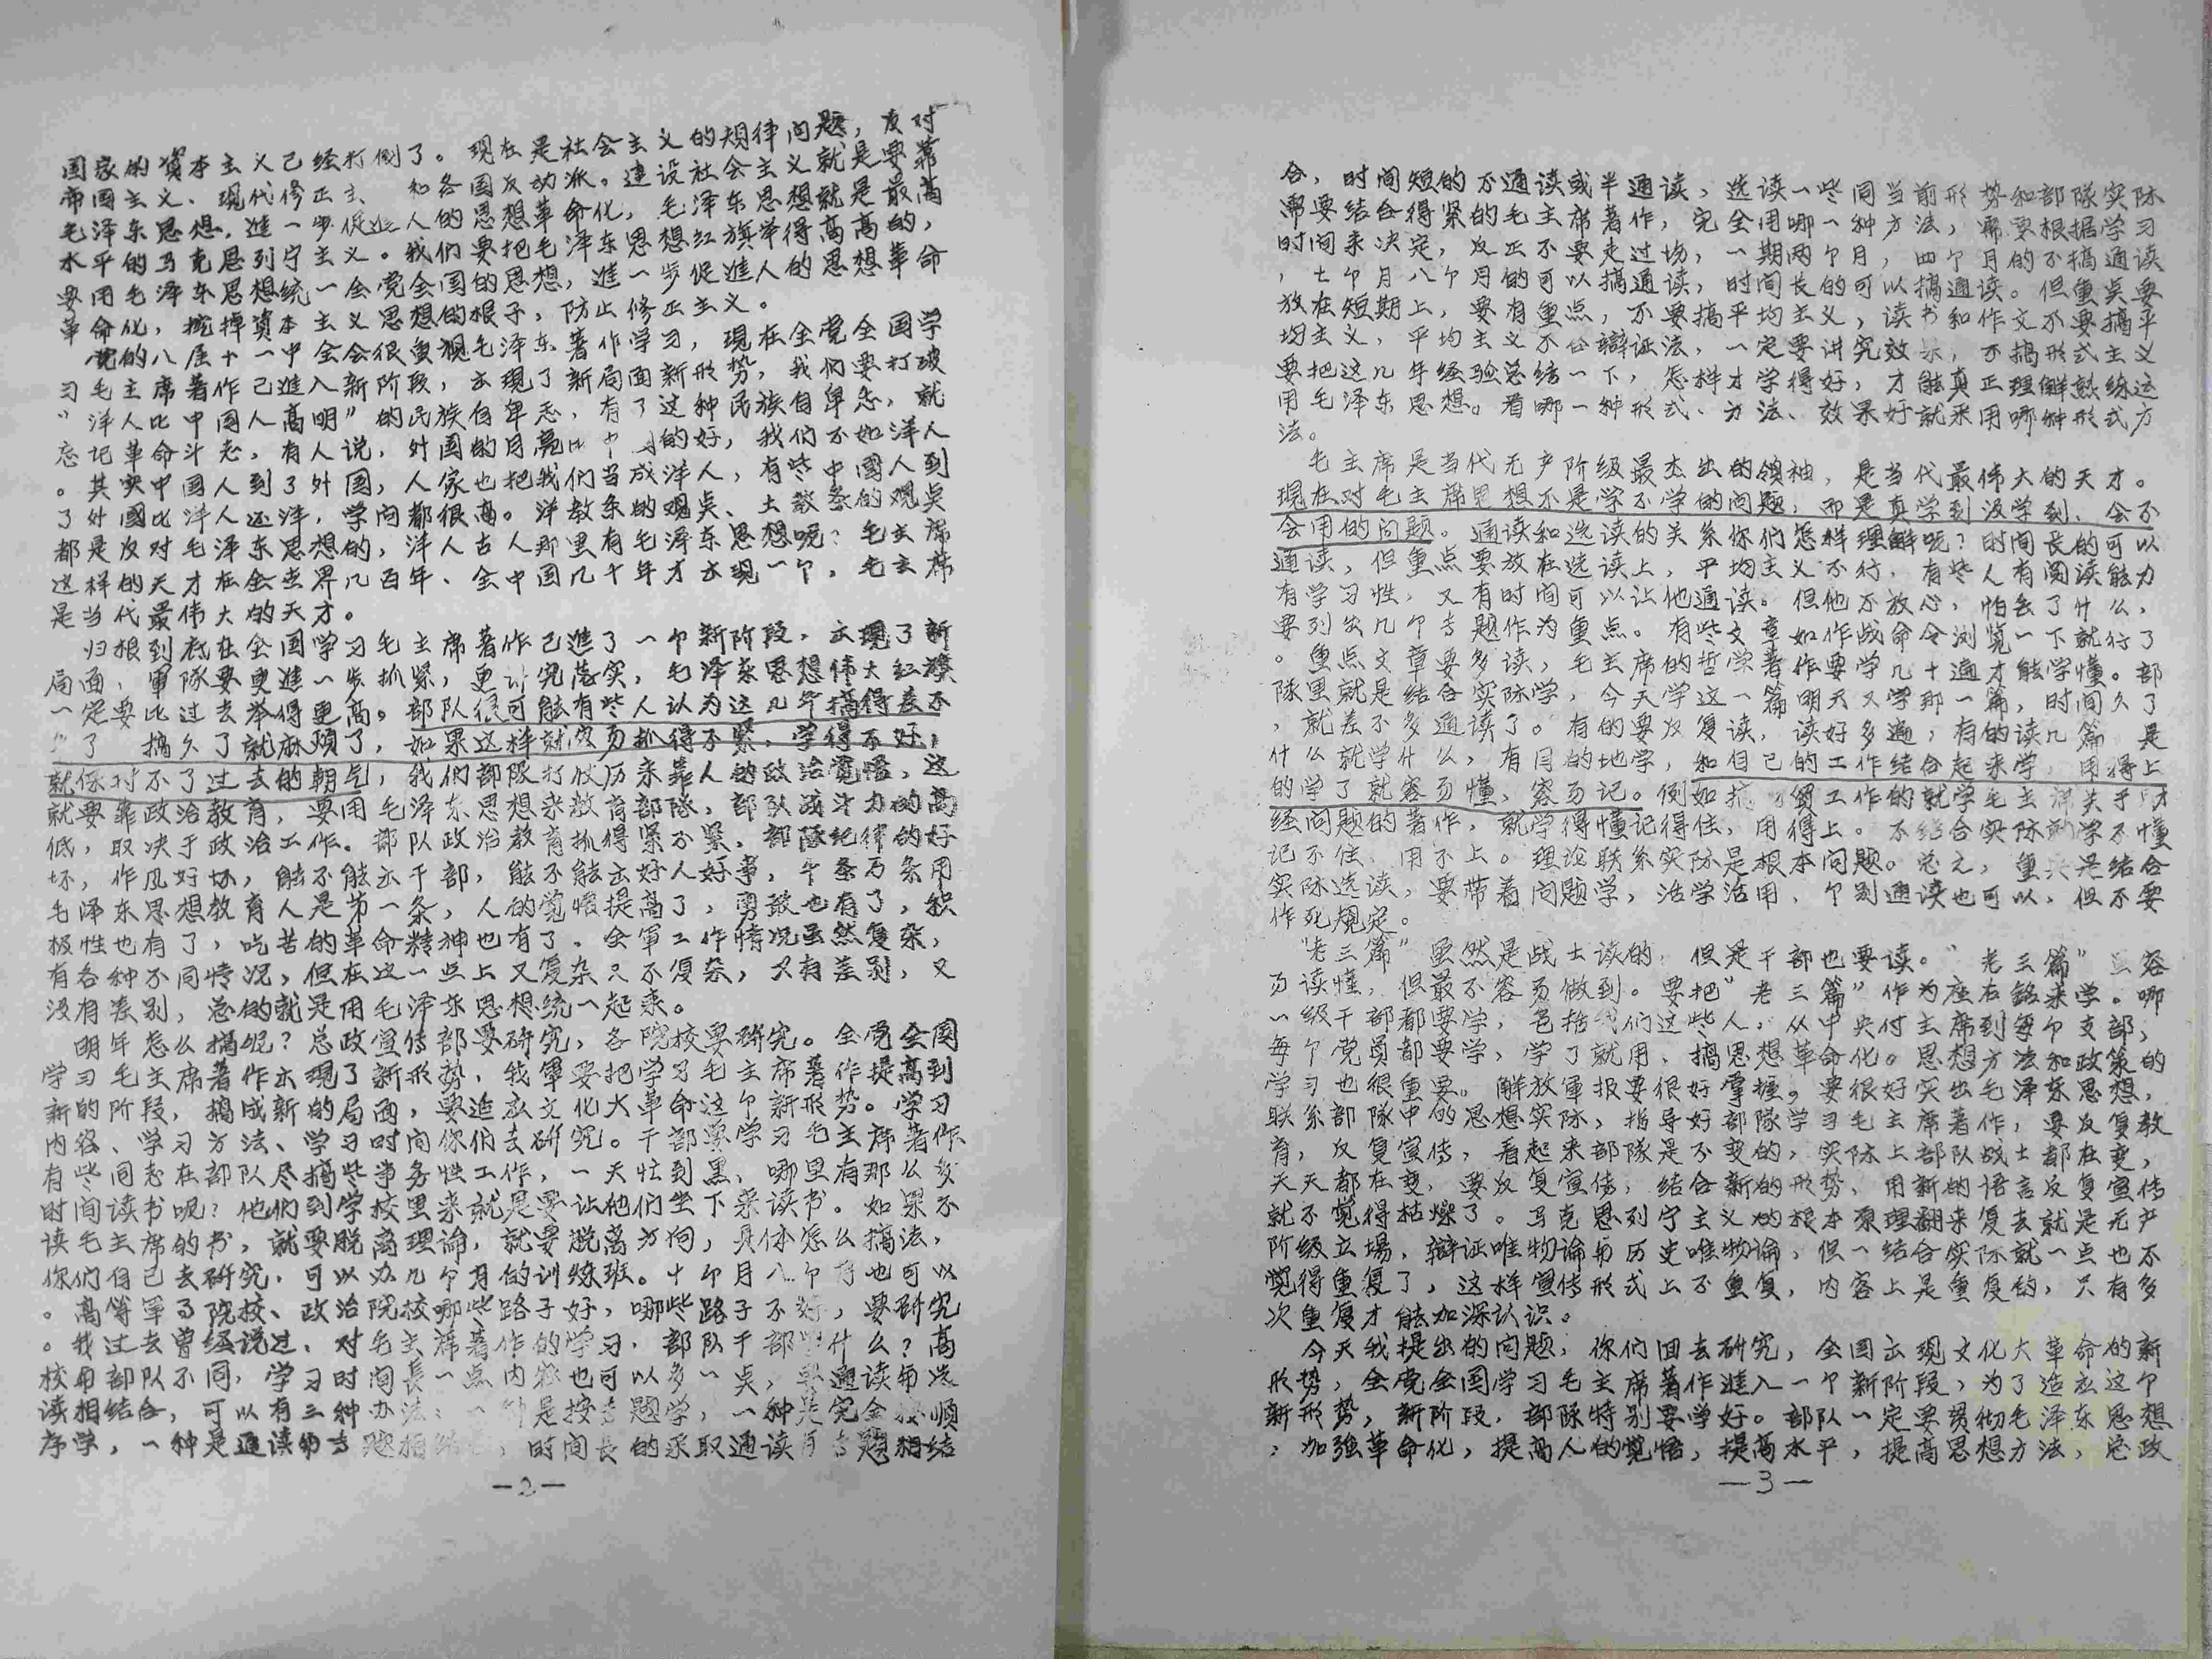 国家的資本主义己经打倒了。现在是社会主义的规律问题，反对
帝国主义、现代修正主 和各国反动派。建设社会主义就是要靠
毛泽东思想，進一步促進人的思想革命化，毛泽东思想就是最高
水平的马克思列宁主义。我们要把毛泽东思想红旗举得高高的，
要用毛泽东思想统一全党全国的思想，進一步促進人的思想革命
革命化，挖掉資本主义思想的根子，防止修正主义。
党的八届十一中全会很重視毛泽东著作学习，現在全党全国学
习毛主席著作己進入新阶段，出現了新局面新形势，我们要打破
"洋人比中国人高明"的民族自卑感，有了这种民族自卑感，就
忘记革命斗志，有人说，外国的月亮比中 的好，我们不如洋人
。其实中国人到了外国，人家也把我们当成洋人，有些中國人到
了外國比洋人还洋，学问都很高。洋教条的观点、土教条的观点
都是反对毛泽东思想的，洋人古人那里有毛泽东思想呢？毛主席
这样的天才在全世界几百年、全中国几十年才出现一个，毛主席
是当代最伟大的天才。
归根到底在全国学习毛主席著作己進了一个新阶段，出现了新
局面，軍隊要更進一步抓紧，更讲究落实，毛泽东思想伟大红旗
一定要比过去举得更高。部队很可能有些人认为这几年搞得差不
多了 搞久了就麻煩了，如果这样就容易抓得不紧，学得不好，
就保持不了过去的朝气，我们部隊打仗历来靠人的政治觉悟，这
就要靠政治教育，要用毛泽东思想来教育部隊，部队战斗力的高
低，取决于政治工作。部队政治教育抓得紧不紧，部隊纪律的好
坏，作风好坏，能不能出干部，能不能出好人好事，千条万条用
毛泽东思想教育人是第一条，人的觉悟提高了，勇敢也有了，积
极性也有了，吃苦的革命精神也有了。全軍工作情况虽然复杂，
有各种不同情况，但在这一点上又复杂又不复杂，又有差别，又
没有差别，总的就是用毛泽东思想统一起来。
明年怎么搞呢？总政宣传部要研究，各院校要研究。全党全国
学习毛主席著作出现了新形势，我軍要把学习毛主席著作提高到
新的阶段，搞成新的局面，要适应文化大革命这个新形势。学习
内容、学习方法、学习时间你们去研究。干部要学习毛主席著作
有些同志在部队尽搞些事务性工作，一天忙到黑，哪里有那么多
时间读书呢？他们到学校里来就是要让他们坐下来读书。如果不
读毛主席的书，就要脱离理論，就要脱离方向，具体怎么搞法，
你们自己去研究，可以办几个月的训练班。十个月八个月也可以
。高等軍事院校、政治院校哪些路子好，哪些路子不好，要研究
。我过去曾经说过，对毛主席著作的学习，部队干部学什么？高
校和部队不同，学习时间長一点内容也可以多一点，要通读和选
读相结合，可以有三种办法：一种是按专题学，一种是完全按順
序学，一种是通读和专题相结合，时间長的采取通读和专题相结
—2—
合，时间短的不通读或半通读，选读一些同当前形势和部隊实际
需要结合得紧的毛主席著作，完全用哪一种方法，需要根据学习
时间来决定，反正不要走过场，一期两个月，四个月的不搞通读
，七个月八个月的可以搞通读，时间长的可以搞通读。但重点要
放在短期上，要有重点，不要搞平均主义，读书和作文不要搞平
均主义，平均主义不合辯证法，一定要讲究效果，不搞形式主义
要把这几年经验总结一下，怎样才学得好，才能真正理解熟练运
用毛泽东思想。看哪一种形式、方法、效果好就采用哪种形式方
法。
毛主席是当代无产阶级最杰出的领袖，是当代最伟大的天才。
现在对毛主席思想不是学不学的问题，而是真学到没学到、会不
会用的问题。通读和选读的关系你们怎样理解呢？时间長的可以
通读，但重点要放在选读上，平均主义不行，有些人有阅读能力
有学习性，又有时间可以让他通读。但他不放心，怕丢了什么，
要列出几个专题作为重点。有些文章如作战命令浏览一下就行了
。重点文章要多读，毛主席的哲学著作要学几十遍才能学懂。部
隊里就是结合实际学，今天学这一篇明天又学那一篇，时间久了
，就差不多通读了。有的要反复读，读好多遍，有的读几篇 是
什么就学什么，有目的地学，和自己的工作结合起来学，用得上
的学了就容易懂，容易记。例如 工作的就学毛主席关于财
经问题的著作，就学得懂记得住，用得上。不结合实际就学不懂
记不住，用不上。理论联系实际是根本问题。总之，重点是结合
实际选读，要带着问题学，活学活用，个别通读也可以，但不要
作死規定。
"老三篇"虽然是战士读的，但是干部也要读。"老三篇" 容
易读懂，但最不容易做到。要把"老三篇"作为座右銘来学。哪
一级干部都要学，包括我们这些人，从中央付主席到每个支部，
每个党员都要学，学了就用，搞思想革命化。思想方法和政策的
学习也很重要。解放軍报要很好掌握。要很好突出毛泽东思想，
联系部隊中的思想实际，指导好部隊学习毛主席著作，要反复教
育，反复宣传，看起来部隊是不变的，实际上部队战士都在变，
天天都在变，要反复宣传，结合新的形势，用新的语言反复宣传
就不覚得枯燥了。马克思列宁主义的根本原理翻来复去就是无产
阶级立場，辯证唯物論与历史唯物論，但一结合实际就一点也不
觉得重复了，这样宣传形式上不重复，内容上是重复的，只有多
次重复才能加深认识。
今天我提出的问题，你们回去研究，全国出现文化大革命的新
形势，全党全国学习毛主席著作進入一个新阶段，为了适应这个
新形势，新阶段，部隊特别要学好。部队一定要贯彻毛泽东思想
，加强革命化，提高人的觉悟，提高水平，提高思想方法，总政
—3—